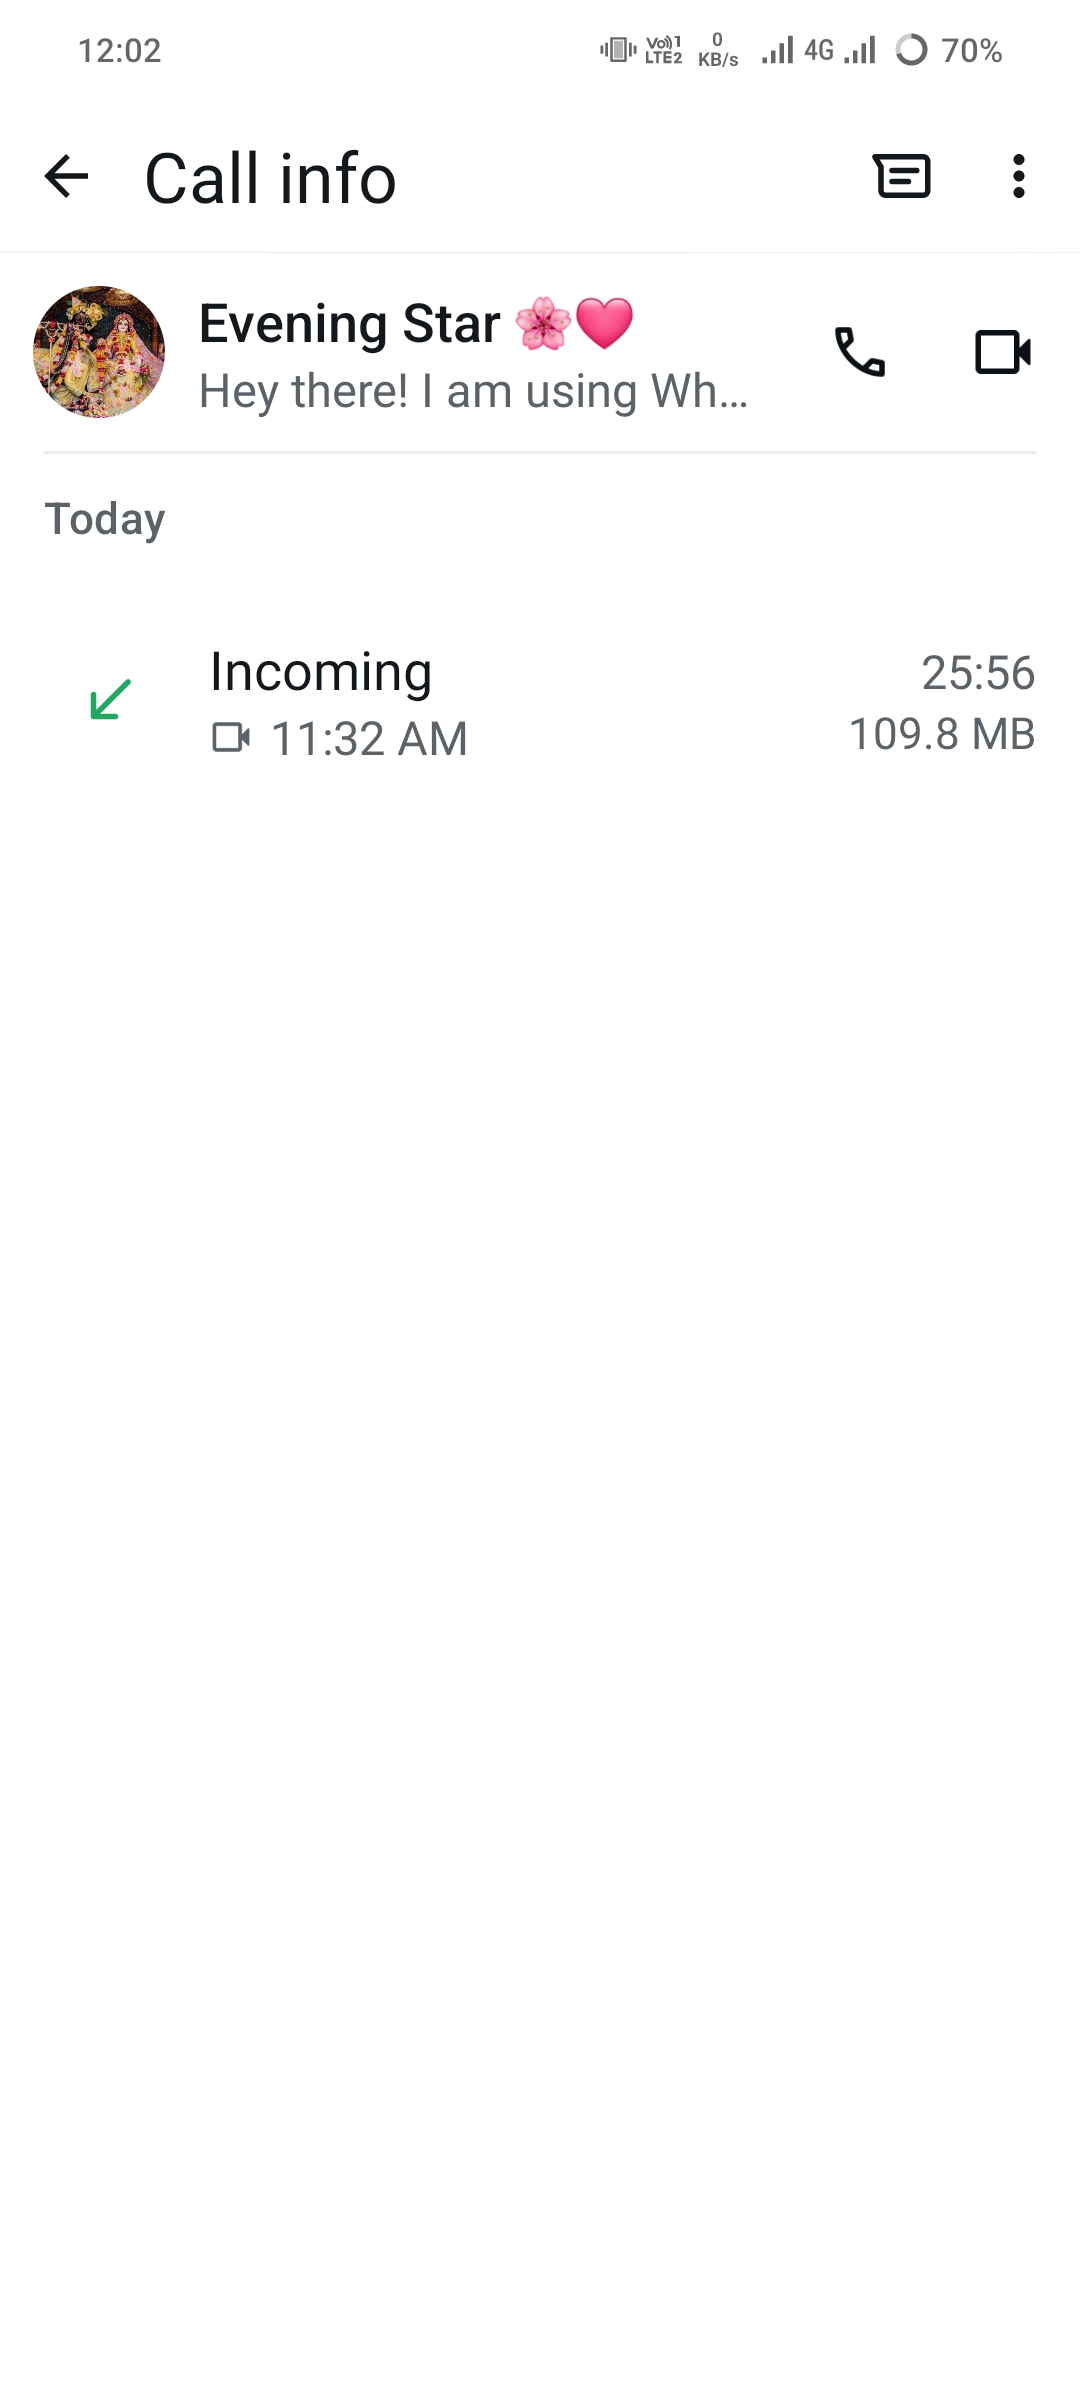 12:02
Vo)) 1
LTE2
0
KB/s
4G
70%
Call info
Evening Star 🌸🩷
Hey there! I am using Wh...
Today
Incoming
25:56
11:32 AM
109.8 MB